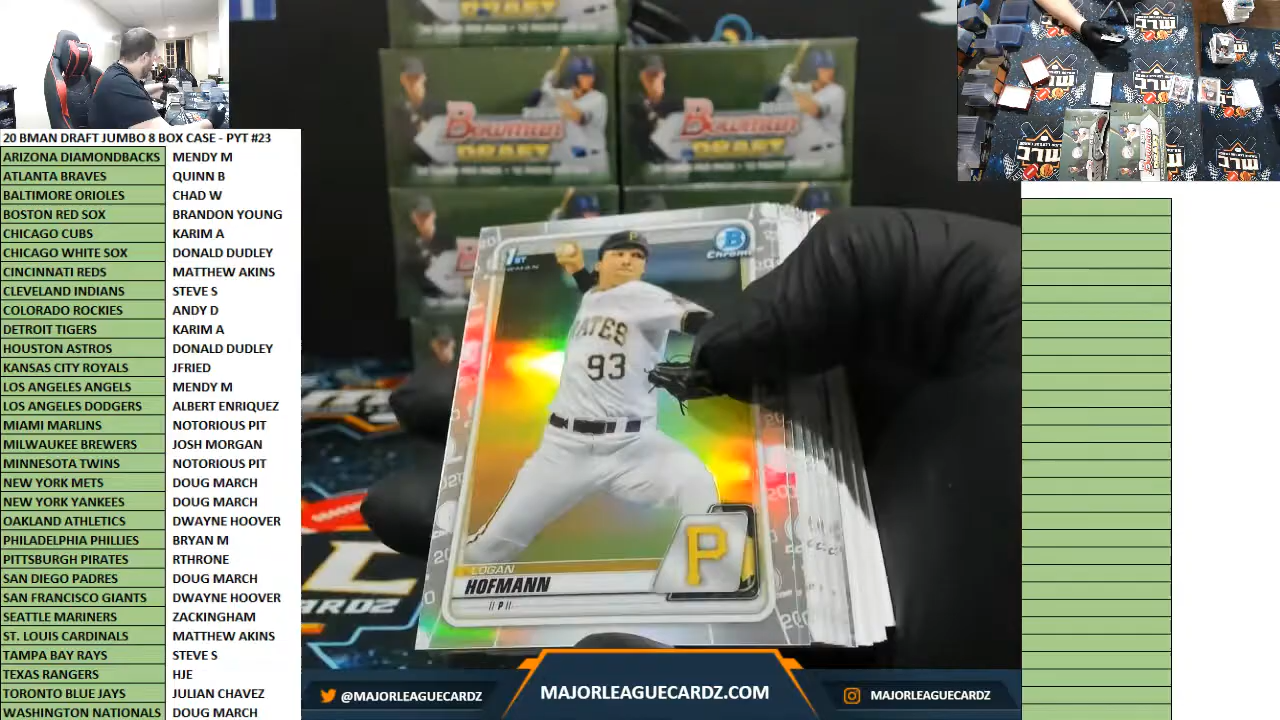 20 BMAN DRAFT JUMBO 8 BOX CASE - PYT #23
ARIZONA DIAMONDBACKS MENDY M
ATLANTA BRAVES QUINN B
BALTIMORE ORIOLES CHAD W
BOSTON RED SOX BRANDON YOUNG
CHICAGO CUBS KARIM A
CHICAGO WHITE SOX DONALD DUDLEY
CINCINNATI REDS MATTHEW AKINS
CLEVELAND INDIANS STEVE S
COLORADO ROCKIES ANDY D
DETROIT TIGERS KARIM A
HOUSTON ASTROS DONALD DUDLEY
KANSAS CITY ROYALS JFRIED
LOS ANGELES ANGELS MENDY M
LOS ANGELES DODGERS ALBERT ENRIQUEZ
MIAMI MARLINS NOTORIOUS PIT
MILWAUKEE BREWERS JOSH MORGAN
MINNESOTA TWINS NOTORIOUS PIT
NEW YORK METS DOUG MARCH
NEW YORK YANKEES DOUG MARCH
OAKLAND ATHLETICS DWAYNE HOOVER
PHILADELPHIA PHILLIES BRYAN M
PITTSBURGH PIRATES RTHRONE
SAN DIEGO PADRES DOUG MARCH
SAN FRANCISCO GIANTS DWAYNE HOOVER
SEATTLE MARINERS ZACKINGHAM
ST. LOUIS CARDINALS MATTHEW AKINS
TAMPA BAY RAYS STEVE S
TEXAS RANGERS HJE
TORONTO BLUE JAYS JULIAN CHAVEZ
WASHINGTON NATIONALS DOUG MARCH
Bowman DRAFT
Bowman DRAFT
1ST BOWMAN
B Chrome
P
93
LOGAN
HOFMANN
// P //
P
@MAJORLEAGUECARDZ
MAJORLEAGUECARDZ.COM
MAJORLEAGUECARDZ